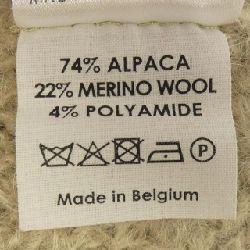 74% ALPACA
22% MERINO WOOL
4% POLYAMIDE
P
Made in Belgium